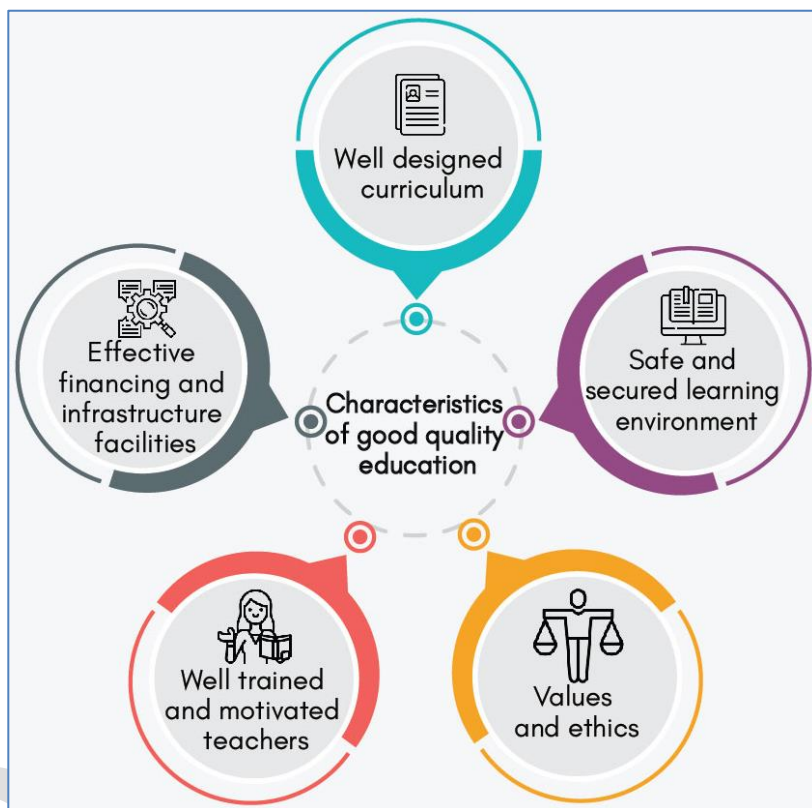 Well designed
curriculum
Effective
financing and
infrastructure
facilities
Characteristics
of good quality
education
Safe and
secured learning
environment
Well trained
and motivated
teachers
Values
and ethics